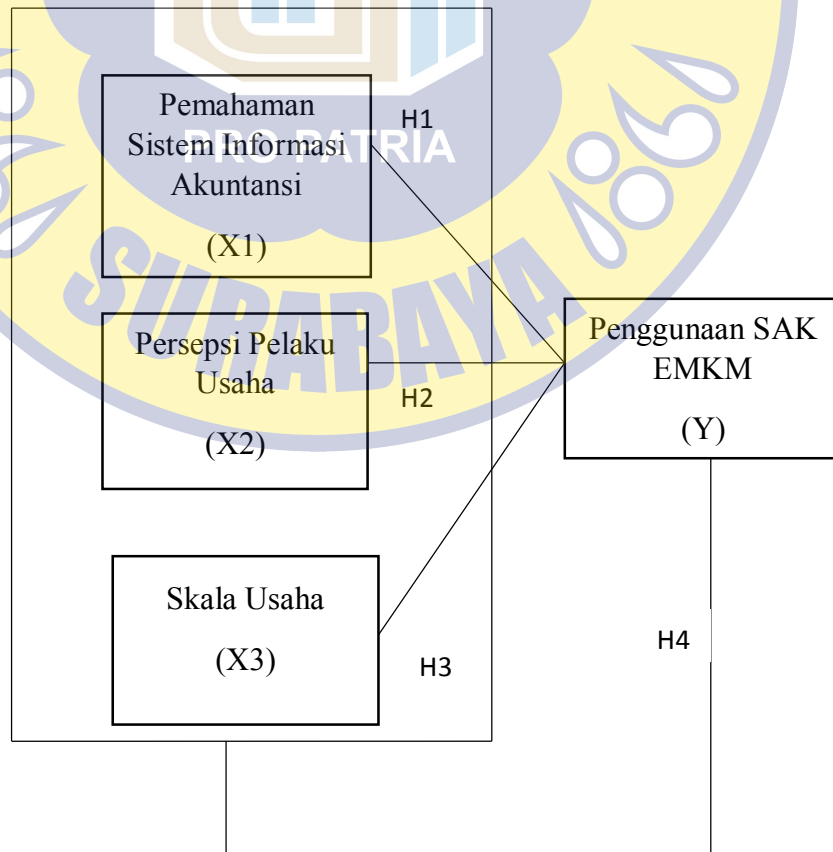 Pemahaman
Sistem Informasi
Akuntansi
(X1)
H1
PRO PATRIA
Persepsi Pelaku
Usaha
(X2)
H2
Penggunaan SAK
EMKM
(Y)
Skala Usaha
(X3)
H3
H4
SURABAYA